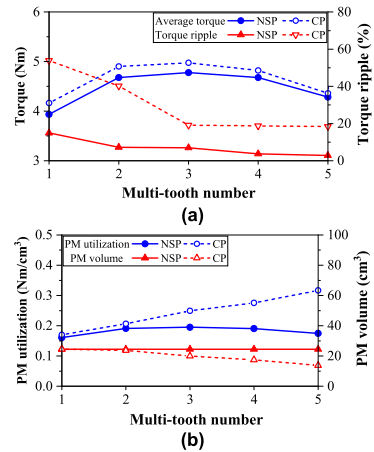 Average torque NSP CP
Torque ripple NSP CP
6
5
4
3
80
60
40
20
0
Torque (Nm)
Torque ripple (%)
1 2 3 4 5
Multi-tooth number
(a)
PM utilization NSP CP
PM volume NSP CP
0.5
0.4
0.3
0.2
0.1
0.0
100
80
60
40
20
0
PM utilization (Nm/cm³)
PM volume (cm³)
1 2 3 4 5
Multi-tooth number
(b)